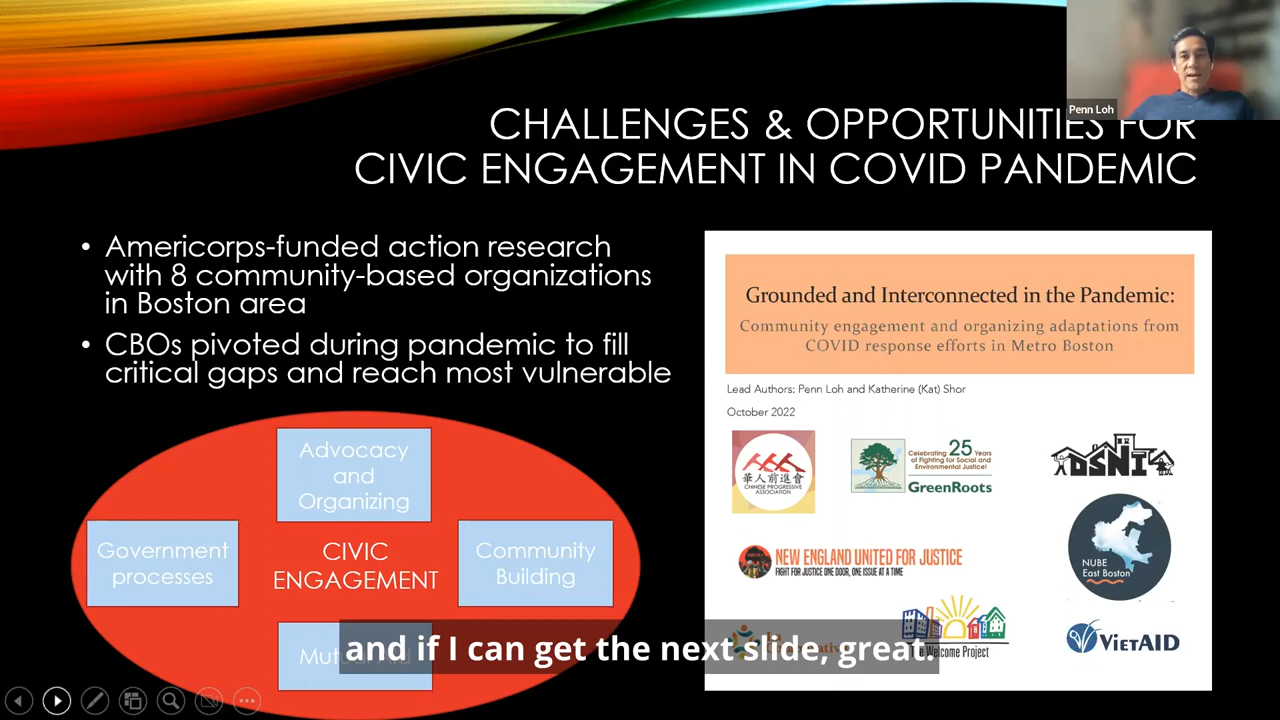 Penn Loh
CHALLENGES & OPPORTUNITIES FOR
CIVIC ENGAGEMENT IN COVID PANDEMIC
• Americorps-funded action research
with 8 community-based organizations
in Boston area
• CBOs pivoted during pandemic to fill
critical gaps and reach most vulnerable
Advocacy
and
Organizing
Government
processes
CIVIC
ENGAGEMENT
Community
Building
Grounded and Interconnected in the Pandemic:
Community engagement and organizing adaptations from
COVID response efforts in Metro Boston
Lead Authors: Penn Loh and Katherine (Kat) Shor
October 2022
華人前進會
CHINESE PROGRESSIVE
ASSOCIATION
Celebrating 25 Years
of Fighting for Social and
Environmental Justice!
GreenRoots
DSNI
NEW ENGLAND UNITED FOR JUSTICE
FIGHT FOR JUSTICE ONE DOOR, ONE ISSUE AT A TIME
NUBE
East Boston
The Welcome Project
VIETAID
and if I can get the next slide, great.